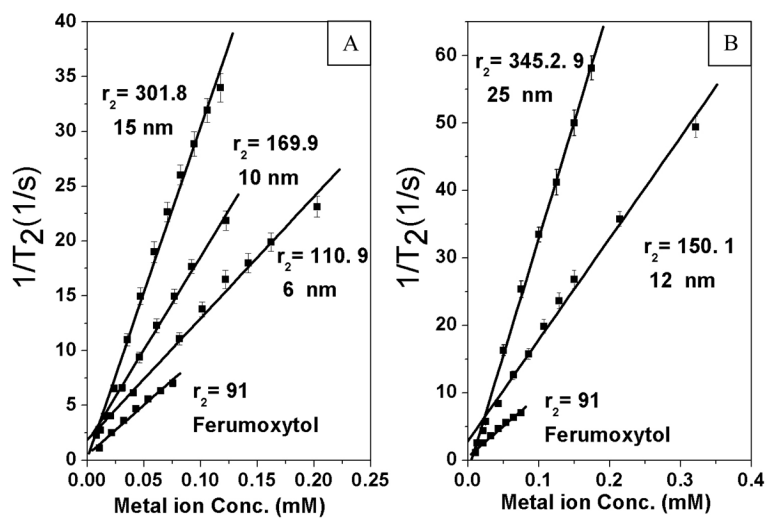 A
40
35
30
25
20
15
10
5
0
1/T2(1/s)
r2= 301.8
15 nm
r2= 169.9
10 nm
r2= 110. 9
6 nm
r2= 91
Ferumoxytol
0.00 0.05 0.10 0.15 0.20 0.25
Metal ion Conc. (mM)
B
60
50
40
30
20
10
0
1/T2(1/s)
r2= 345.2. 9
25 nm
r2= 150. 1
12 nm
r2= 91
Ferumoxytol
0.0 0.1 0.2 0.3 0.4
Metal ion Conc. (mM)